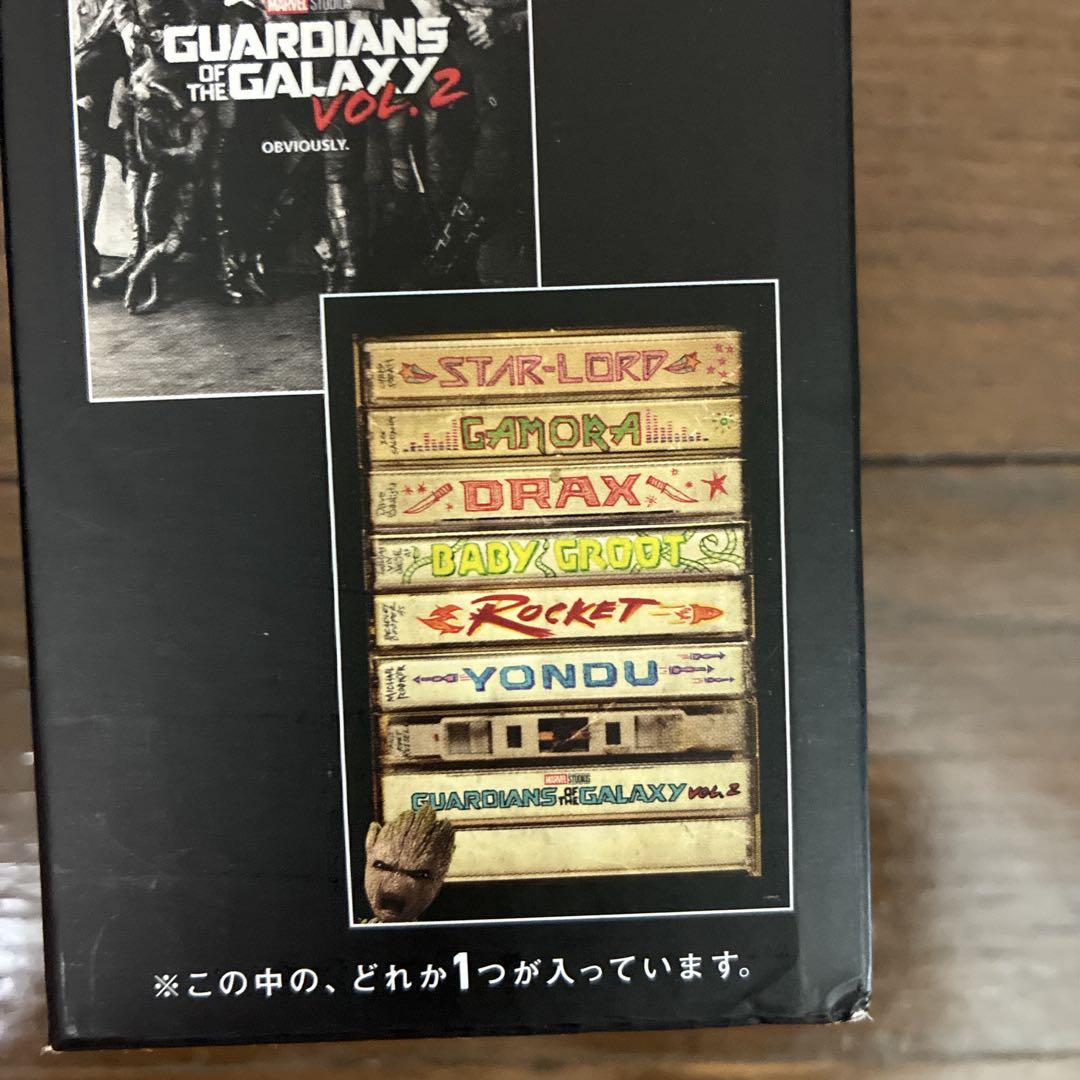 MARVEL STUDIOS
GUARDIANS
OF THE GALAXY
VOL. 2
OBVIOUSLY.
STAR-LORD
GAMORA
Dave Bautista
DRAX
BABY GROOT
ROCKET
YONDU
MARVEL STUDIOS
GUARDIANS OF THE GALAXY VOL. 2
※この中の、どれか1つが入っています。